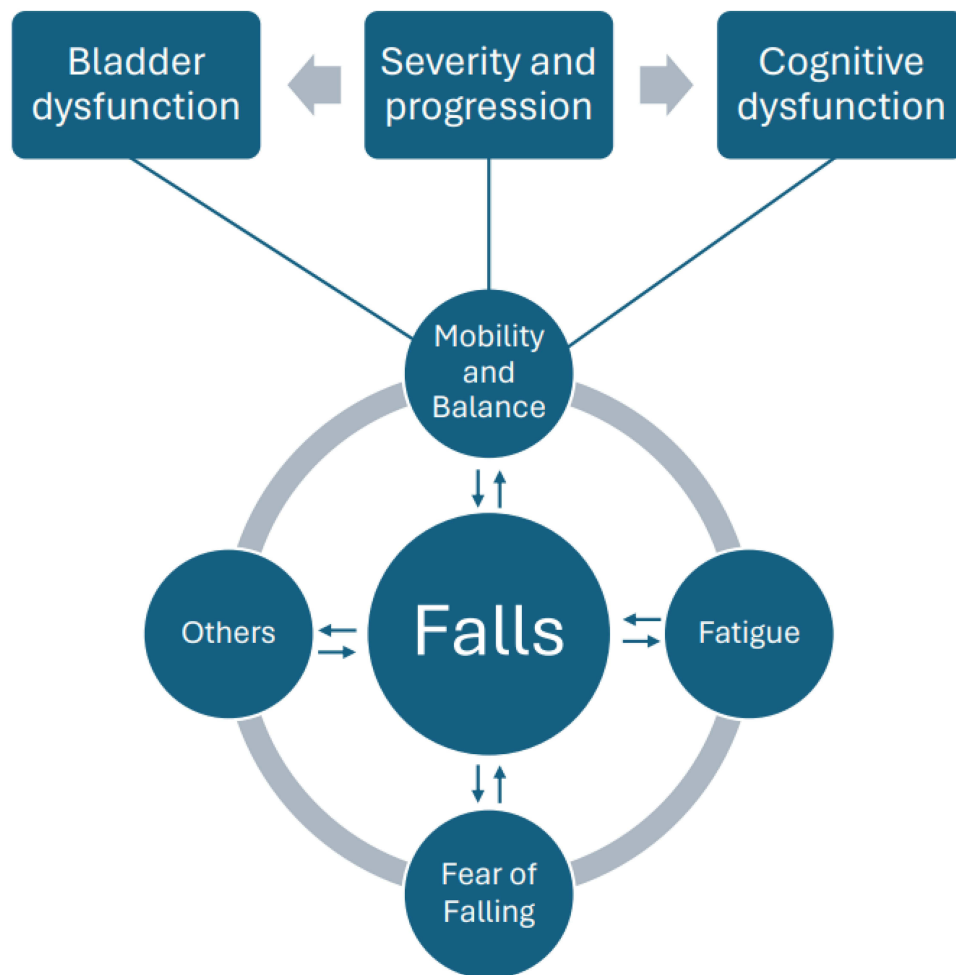 Bladder
dysfunction
Severity and
progression
Cognitive
dysfunction
Mobility
and
Balance
Others
Falls
Fatigue
Fear of
Falling